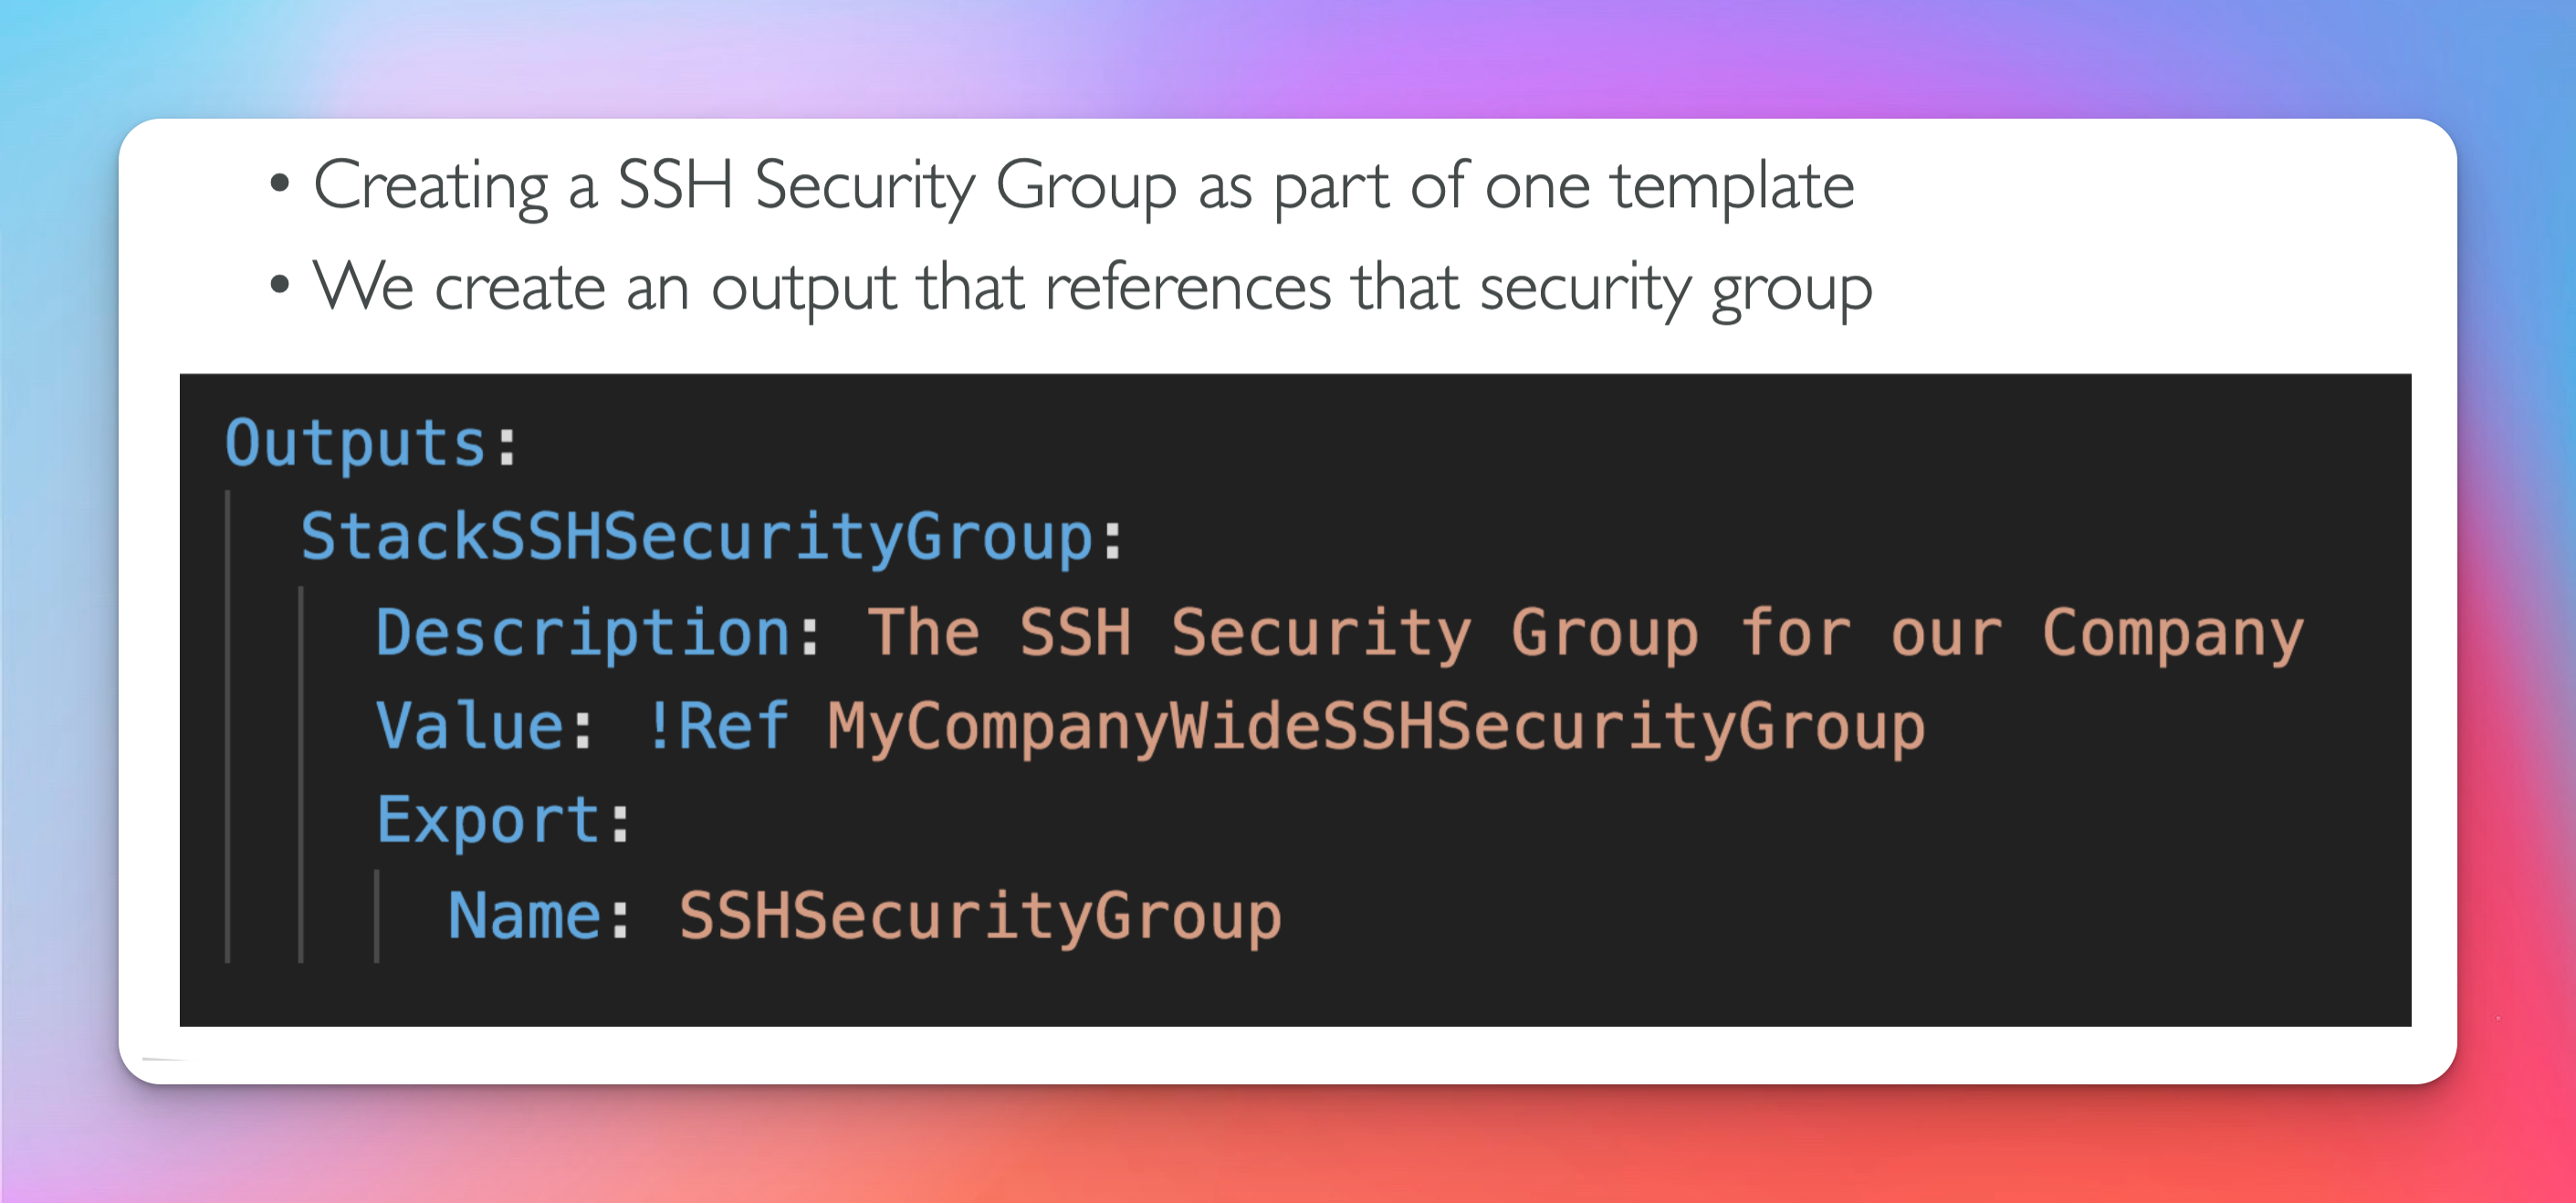 • Creating a SSH Security Group as part of one template
• We create an output that references that security group
Outputs:
  StackSSHSecurityGroup:
    Description: The SSH Security Group for our Company
    Value: !Ref MyCompanyWideSSHSecurityGroup
    Export:
      Name: SSHSecurityGroup